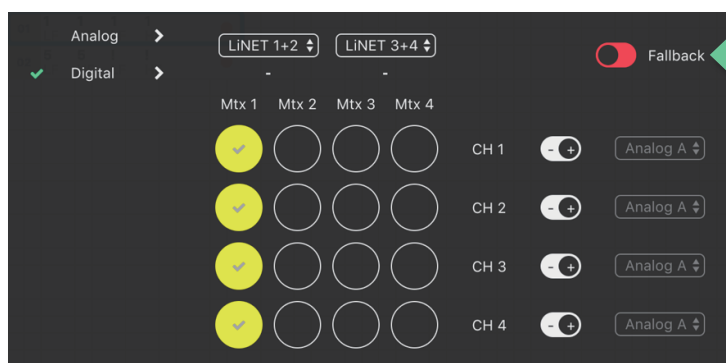 Analog LiNET 1+2 LiNET 3+4 Fallback
Digital - -
Mtx 1 Mtx 2 Mtx 3 Mtx 4
CH 1 - + Analog A
CH 2 - + Analog A
CH 3 - + Analog A
CH 4 - + Analog A